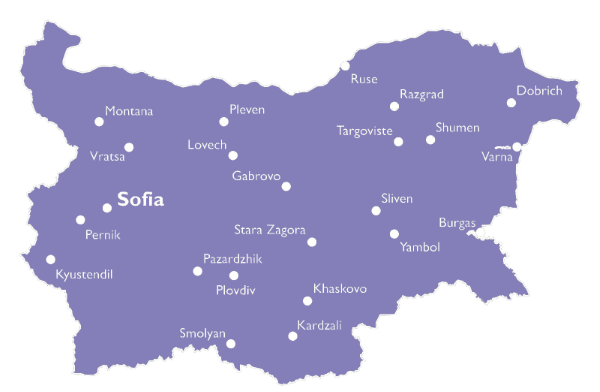 Ruse
Dobrich
Razgrad
Montana
Pleven
Targoviste
Shumen
Lovech
Vratsa
Varna
Gabrovo
Sofia
Sliven
Burgas
Stara Zagora
Pernik
Yambol
Pazardzhik
Kyustendil
Plovdiv
Khaskovo
Kardzali
Smolyan